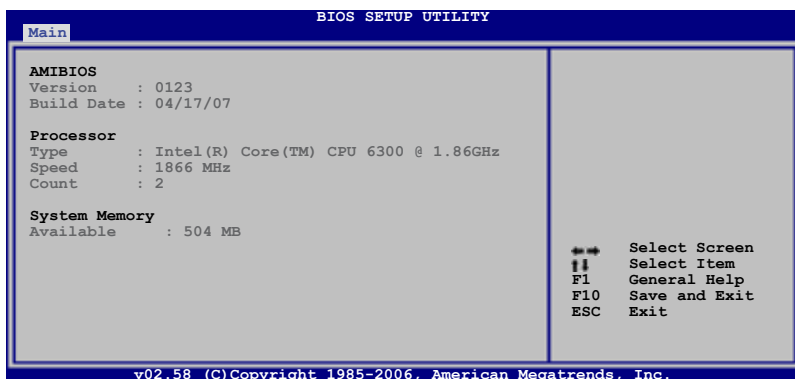 BIOS SETUP UTILITY
Main
AMIBIOS
Version : 0123
Build Date : 04/17/07
Processor
Type : Intel(R) Core(TM) CPU 6300 @ 1.86GHz
Speed : 1866 MHz
Count : 2
System Memory
Available : 504 MB
←→ Select Screen
↑↓ Select Item
F1 General Help
F10 Save and Exit
ESC Exit
v02.58 (C)Copyright 1985-2006, American Megatrends, Inc.